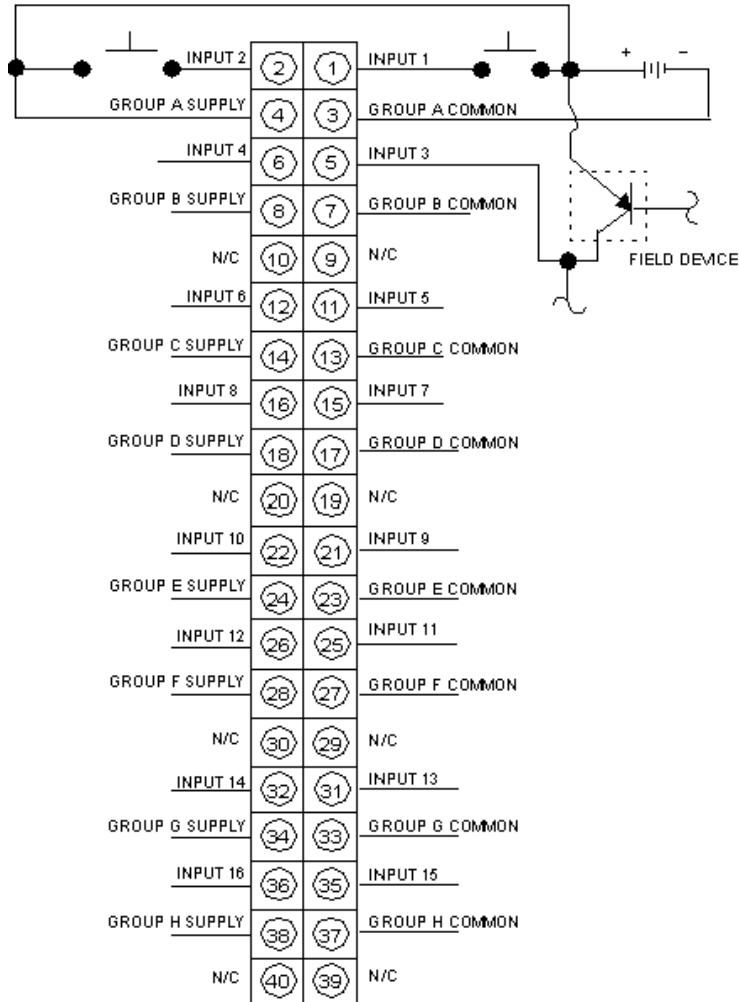 INPUT 2 2 1 INPUT 1 + -
GROUP A SUPPLY 4 3 GROUP A COMMON
INPUT 4 6 5 INPUT 3
GROUP B SUPPLY 8 7 GROUP B COMMON
N/C 10 9 N/C FIELD DEVICE
INPUT 6 12 11 INPUT 5
GROUP C SUPPLY 14 13 GROUP C COMMON
INPUT 8 16 15 INPUT 7
GROUP D SUPPLY 18 17 GROUP D COMMON
N/C 20 19 N/C
INPUT 10 22 21 INPUT 9
GROUP E SUPPLY 24 23 GROUP E COMMON
INPUT 12 26 25 INPUT 11
GROUP F SUPPLY 28 27 GROUP F COMMON
N/C 30 29 N/C
INPUT 14 32 31 INPUT 13
GROUP G SUPPLY 34 33 GROUP G COMMON
INPUT 16 36 35 INPUT 15
GROUP H SUPPLY 38 37 GROUP H COMMON
N/C 40 39 N/C